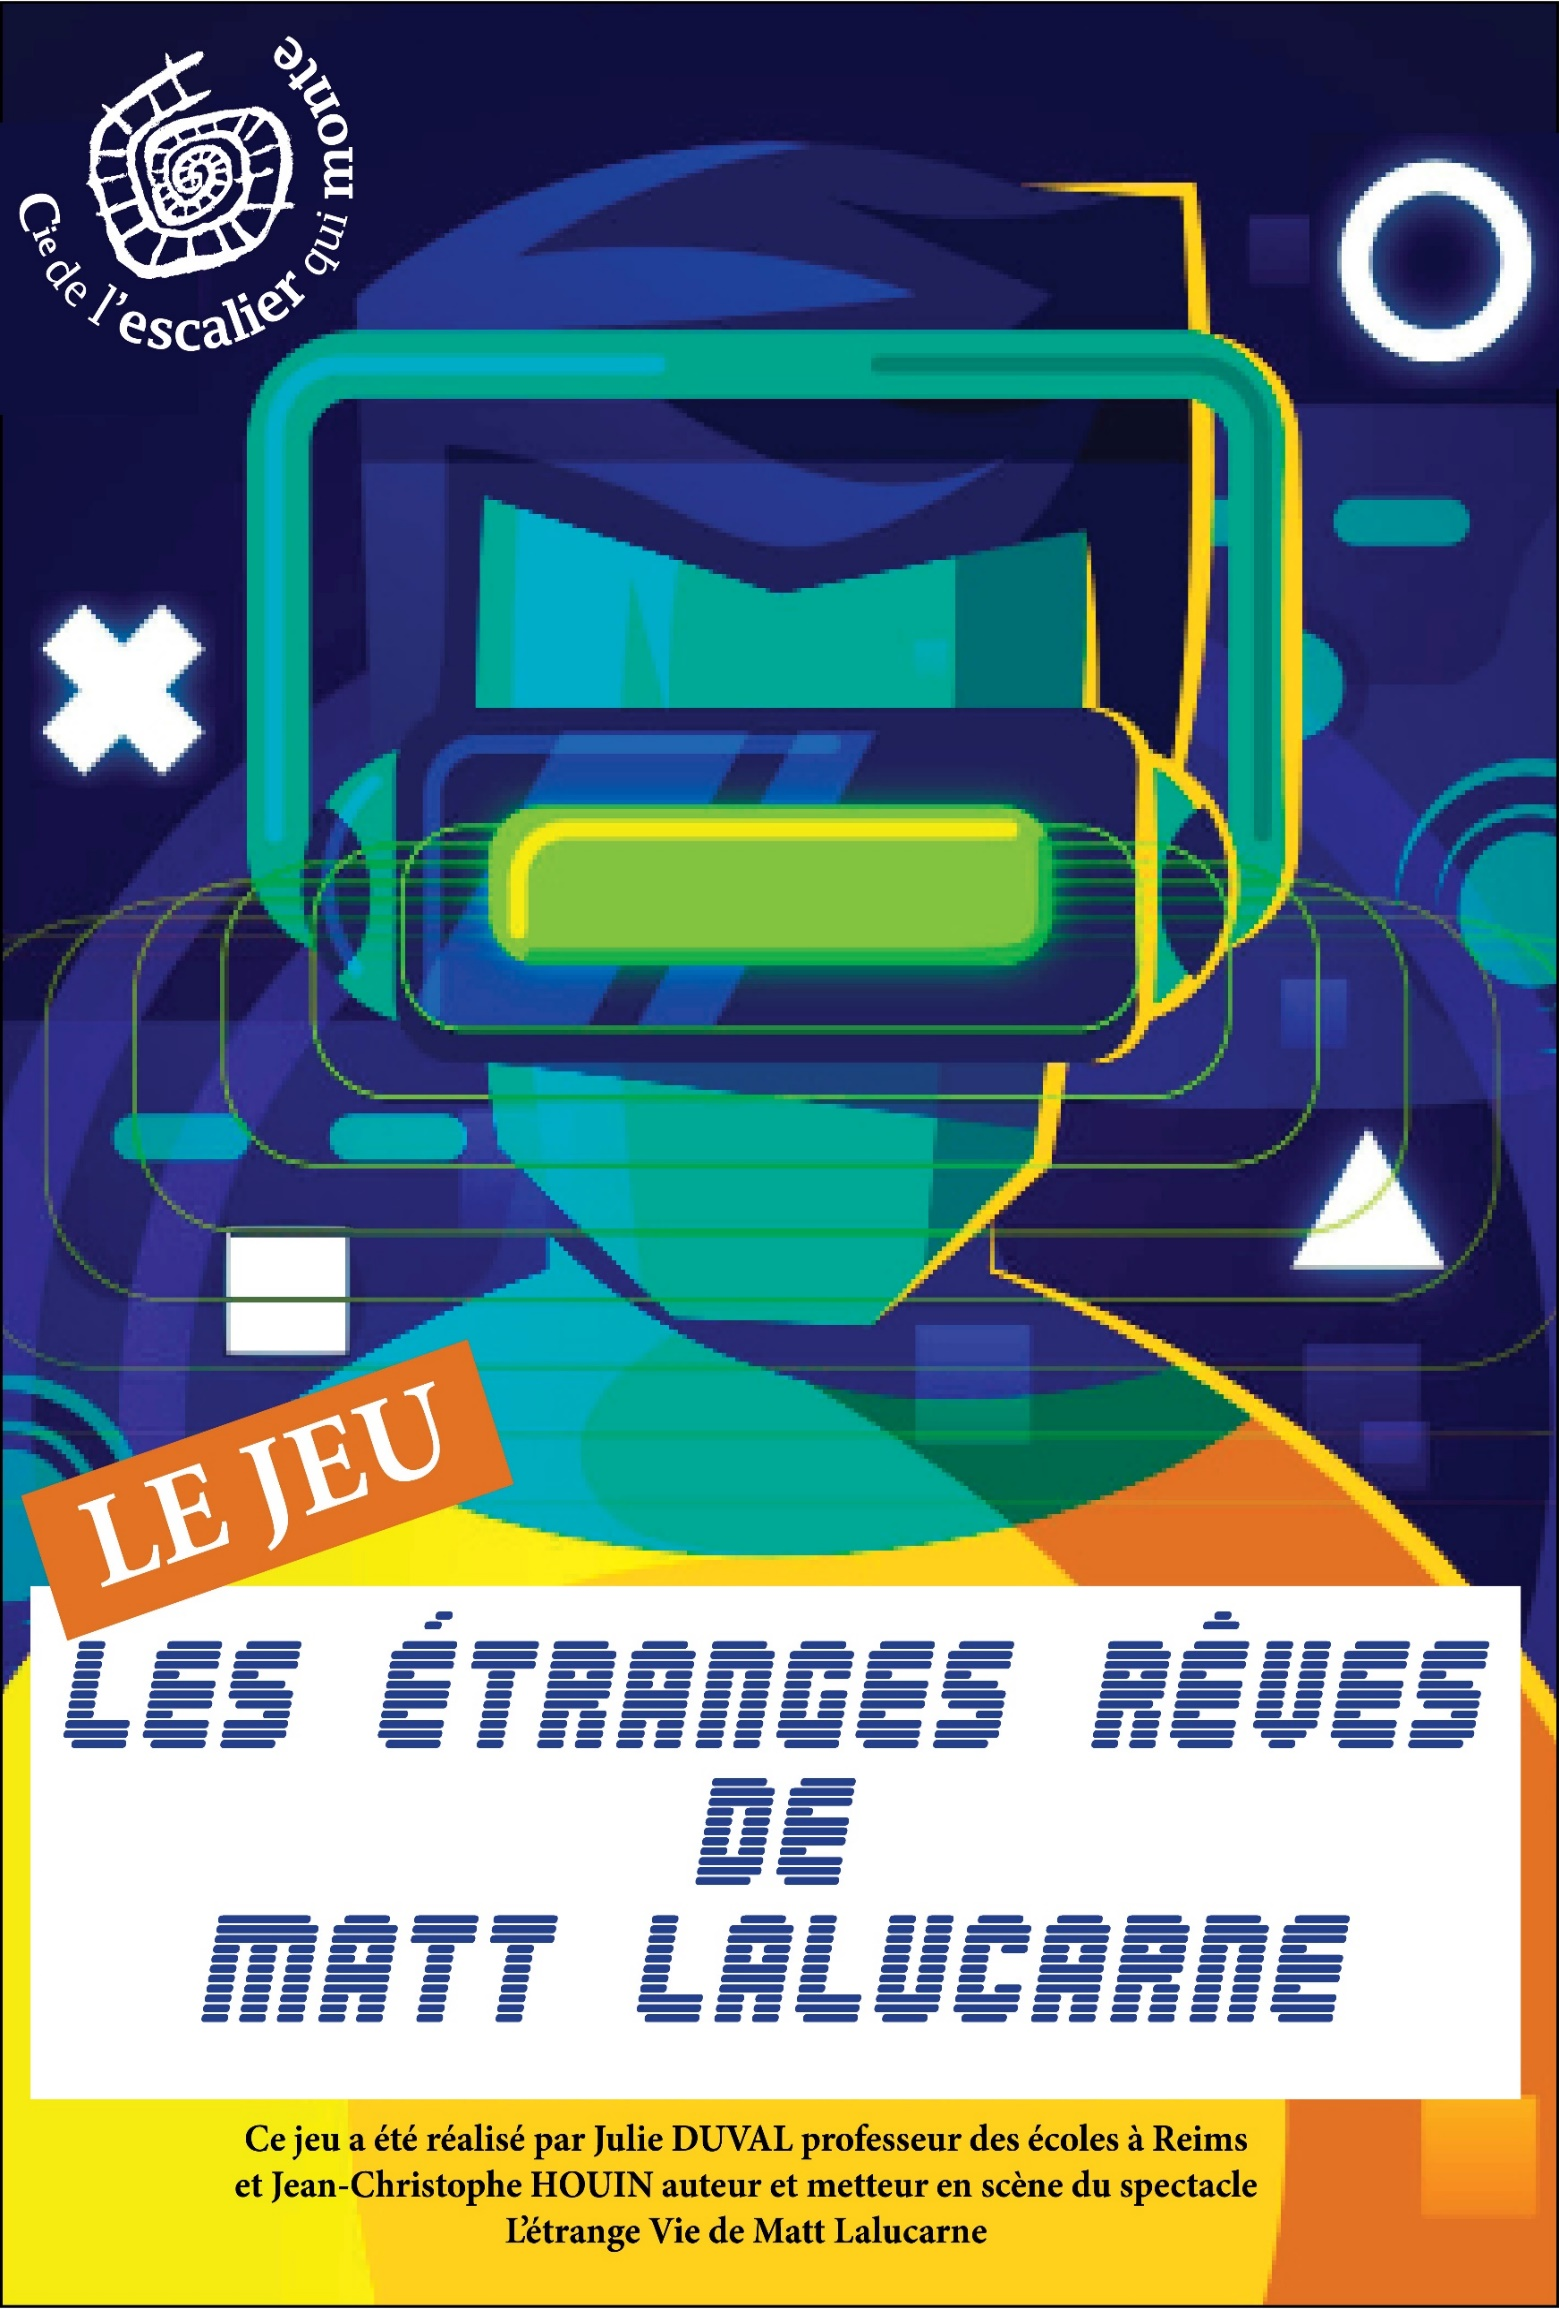 Cie de l'escalier qui monte
LE JEU
LES ÉTRANGES RÊVES
DE
MATT LALUCARNE
Ce jeu a été réalisé par Julie DUVAL professeur des écoles à Reims
et Jean-Christophe HOUIN auteur et metteur en scène du spectacle
L'étrange Vie de Matt Lalucarne